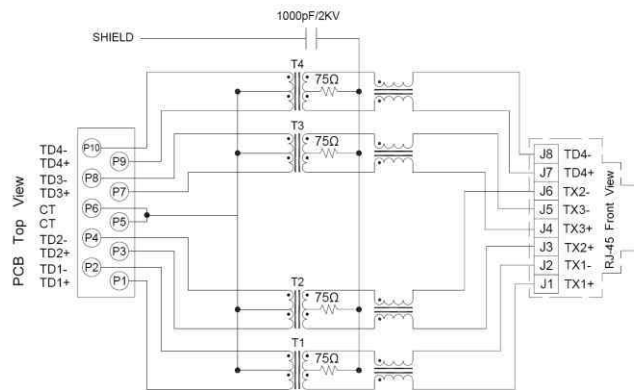 1000pF/2KV
SHIELD
T4
75Ω
T3
75Ω
PCB Top View
TD4- P10
TD4+ P9
TD3- P8
TD3+ P7
CT P6
CT P5
TD2- P4
TD2+ P3
TD1- P2
TD1+ P1
J8 TD4-
J7 TD4+
J6 TX2-
J5 TX3-
J4 TX3+
J3 TX2+
J2 TX1-
J1 TX1+
RJ-45 Front View
T2
75Ω
T1
75Ω